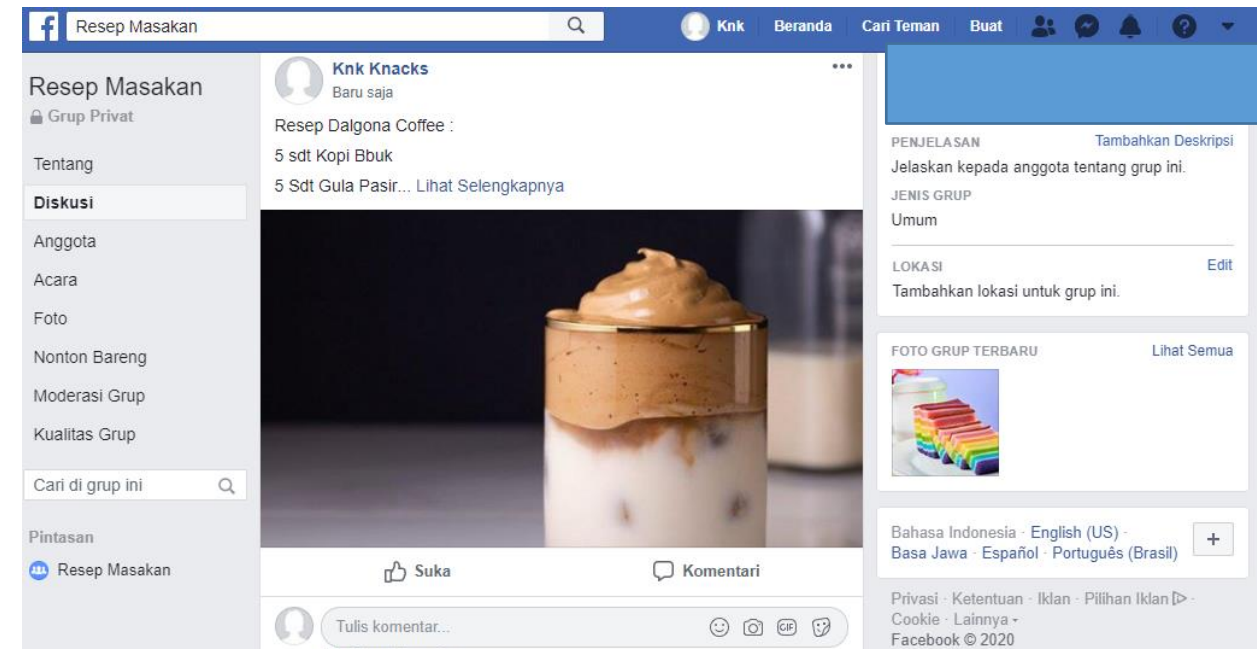 f
Resep Masakan
Knk Beranda Cari Teman Buat
Resep Masakan
Grup Privat
Tentang
Diskusi
Anggota
Acara
Foto
Nonton Bareng
Moderasi Grup
Kualitas Grup
Cari di grup ini
Pintasan
Resep Masakan
Knk Knacks
Baru saja
Resep Dalgona Coffee :
5 sdt Kopi Bbuk
5 Sdt Gula Pasir... Lihat Selengkapnya
Suka Komentari
Tulis komentar...
GIF
PENJELASAN Tambahkan Deskripsi
Jelaskan kepada anggota tentang grup ini.
JENIS GRUP
Umum
LOKASI Edit
Tambahkan lokasi untuk grup ini.
FOTO GRUP TERBARU Lihat Semua
Bahasa Indonesia · English (US) ·
Basa Jawa · Español · Português (Brasil)
Privasi · Ketentuan · Iklan · Pilihan Iklan ·
Cookie · Lainnya
Facebook © 2020